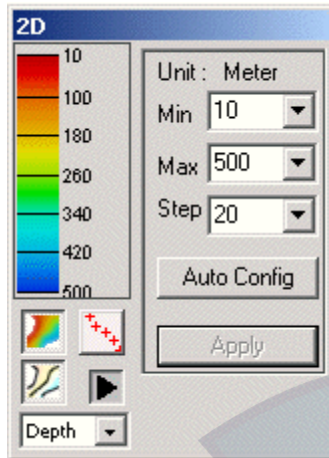 2D
10
100
180
260
340
420
500
Unit : Meter
Min 10
Max 500
Step 20
Auto Config
Apply
Depth